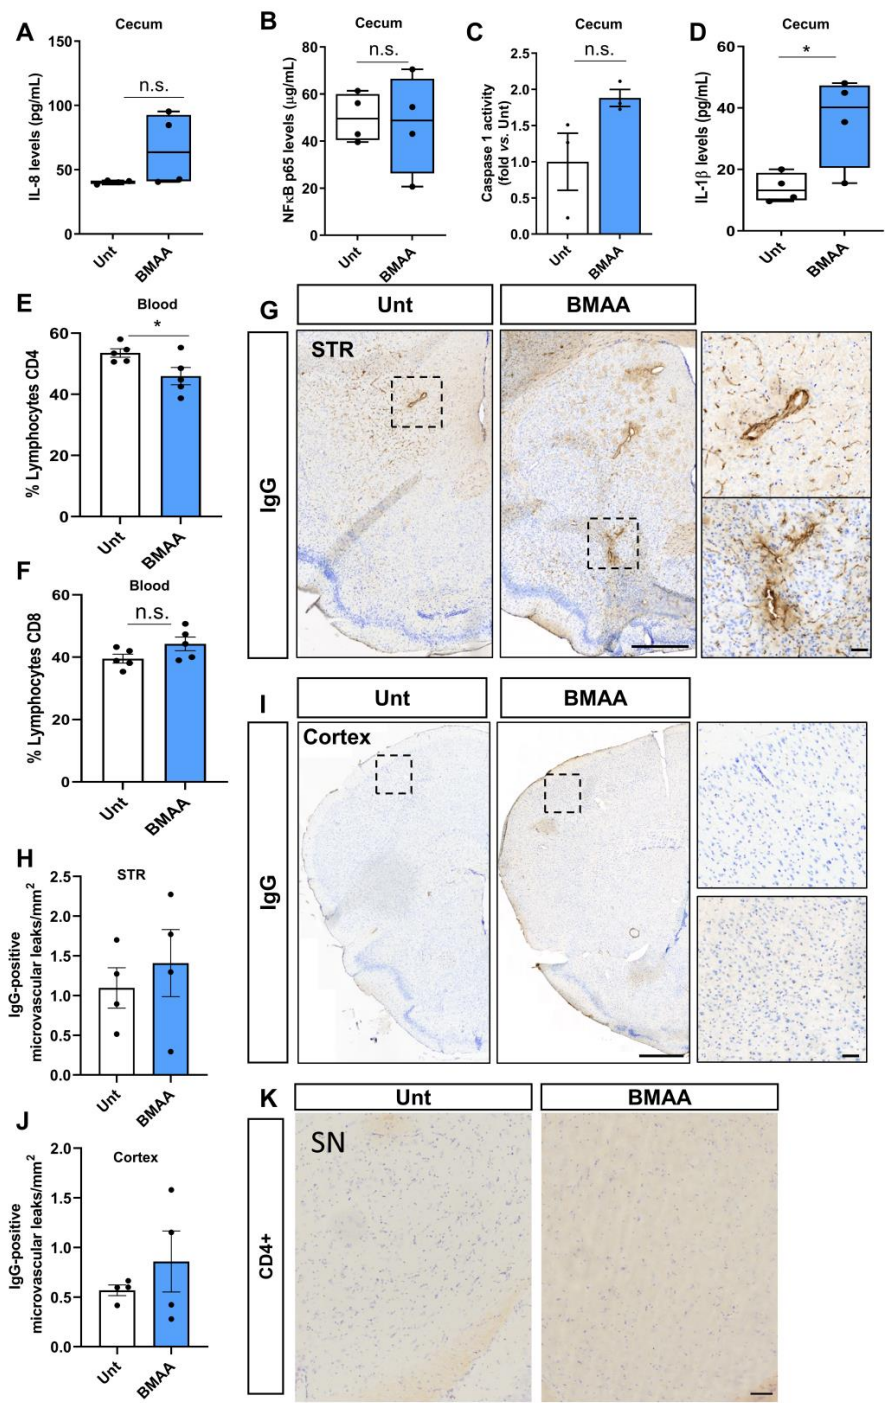 A
Cecum
IL-8 levels (pg/mL)
150
100
50
0
n.s.
Unt
BMAA
B
Cecum
NFκB p65 levels (μg/mL)
80
60
40
20
0
n.s.
Unt
BMAA
C
Cecum
Caspase 1 activity
(fold vs. Unt)
2.5
2.0
1.5
1.0
0.5
0.0
n.s.
Unt
BMAA
D
Cecum
IL-1β levels (pg/mL)
60
40
20
0
*
Unt
BMAA
E
Blood
% Lymphocytes CD4
60
40
20
0
*
Unt
BMAA
F
Blood
% Lymphocytes CD8
60
40
20
0
n.s.
Unt
BMAA
G
Unt
BMAA
IgG
STR
H
STR
IgG-positive
microvascular leaks/mm²
2.5
2.0
1.5
1.0
0.5
0.0
Unt
BMAA
I
Unt
BMAA
IgG
Cortex
J
Cortex
IgG-positive
microvascular leaks/mm²
2.0
1.5
1.0
0.5
0.0
Unt
BMAA
K
Unt
BMAA
CD4+
SN